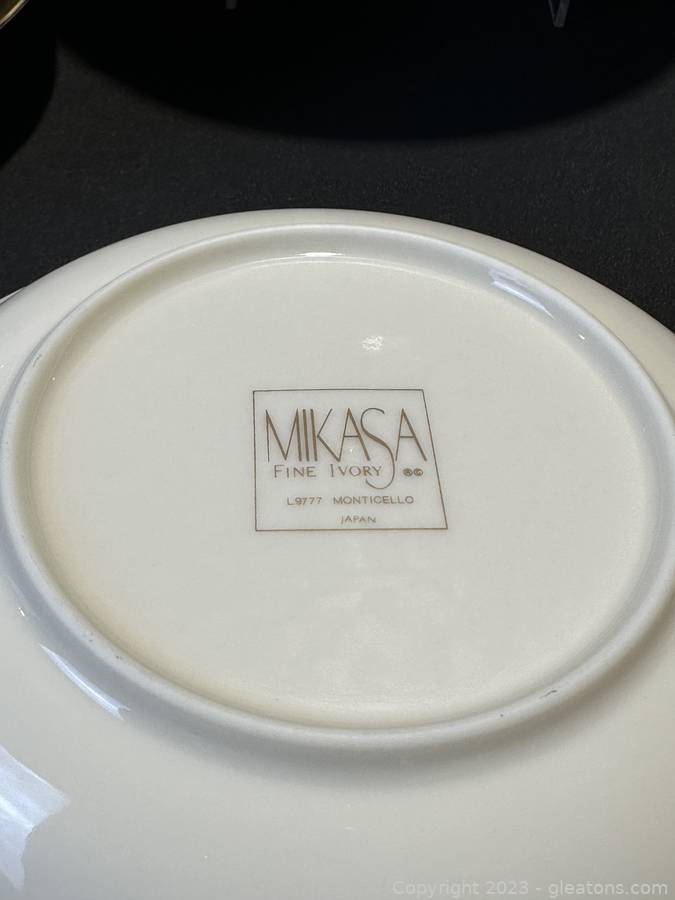 MIKASA
FINE IVORY ®©
L9777 MONTICELLO
JAPAN
Copyright 2023 - gleatons.com